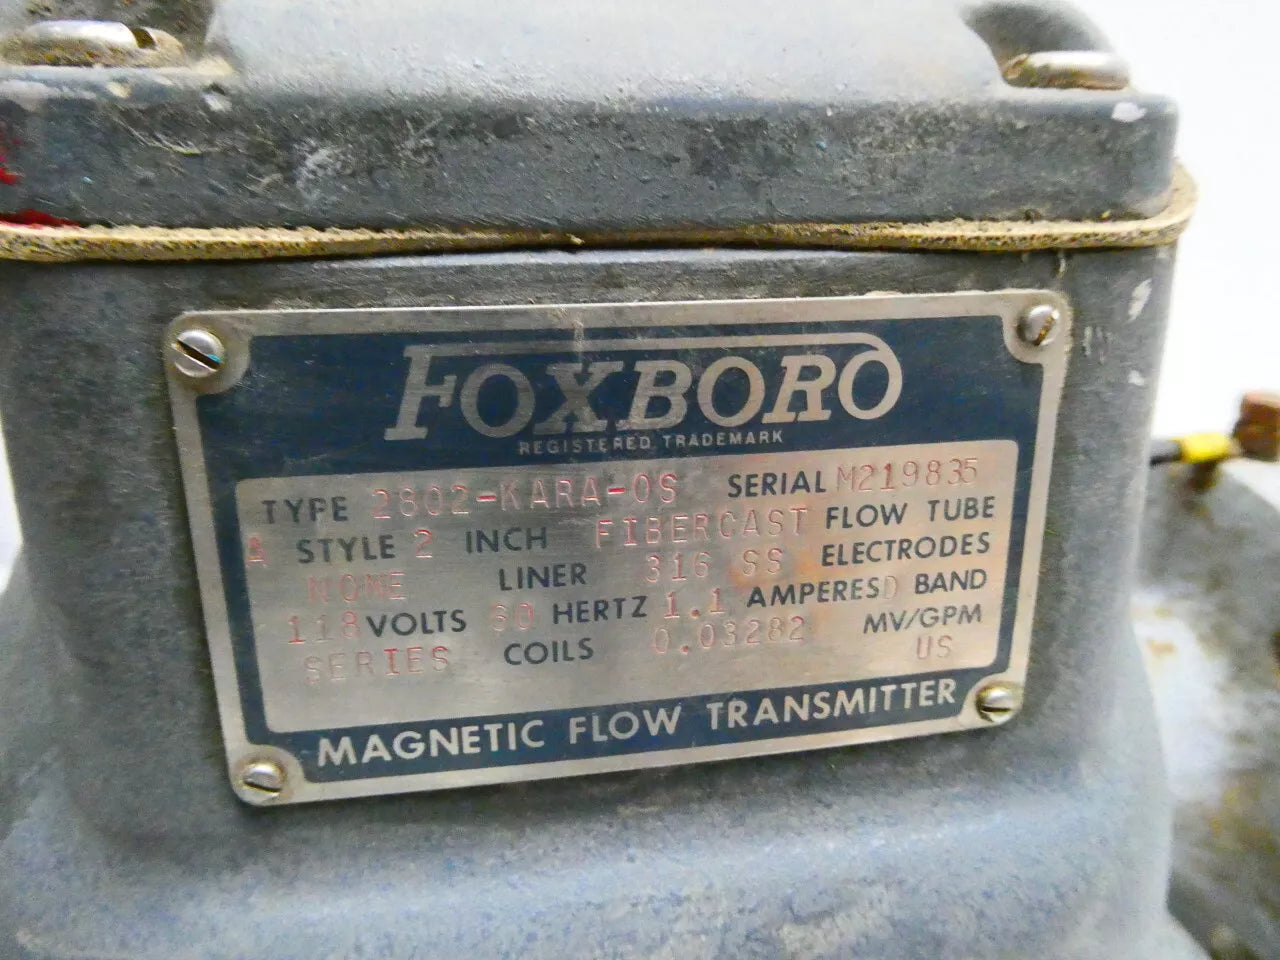 FOXBORO
REGISTERED TRADEMARK
TYPE 2802-KARA-OS SERIAL M219835
A STYLE 2 INCH FIBERCAST FLOW TUBE
NONE LINER 316 SS ELECTRODES
118 VOLTS 60 HERTZ 1.1 AMPERES D BAND
SERIES COILS 0.03282 MV/GPM
US
MAGNETIC FLOW TRANSMITTER